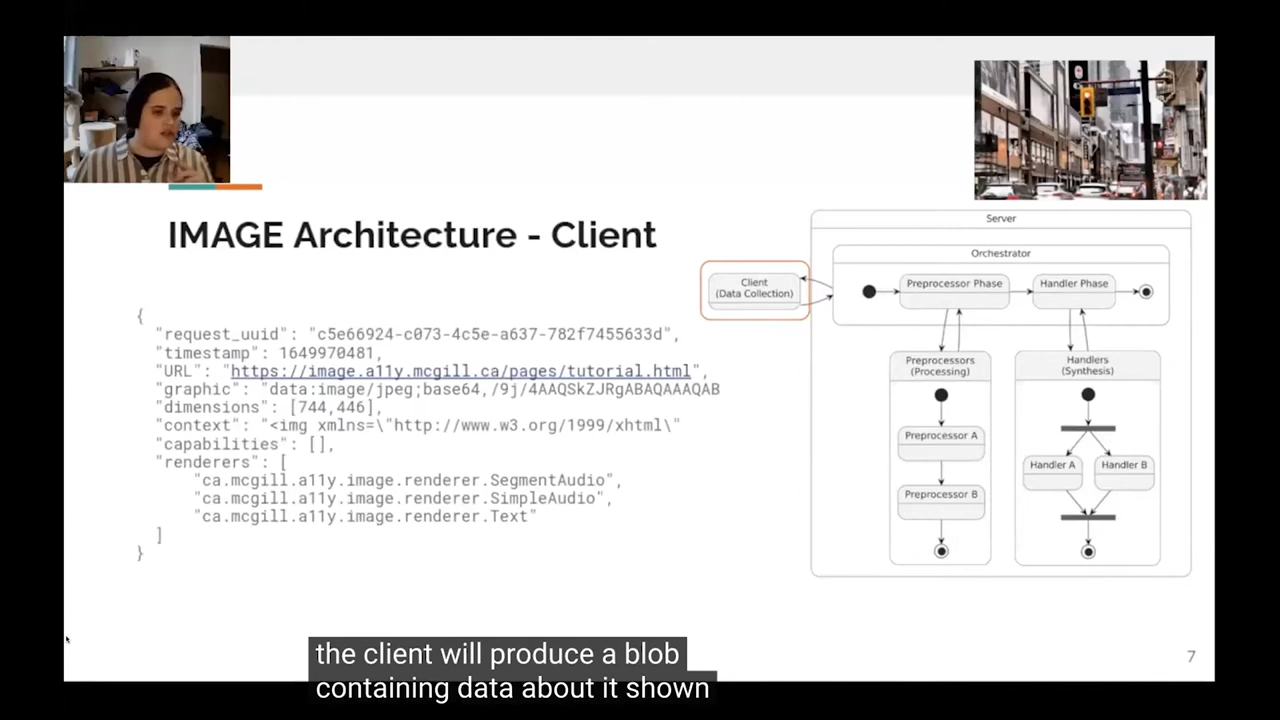 IMAGE Architecture - Client
{
"request_uuid": "c5e66924-c073-4c5e-a637-782f7455633d",
"timestamp": 1649970481,
"URL": "https://image.a11y.mcgill.ca/pages/tutorial.html",
"graphic": "data:image/jpeg;base64,/9j/4AAQSkZJRgABAQAAAQAB
"dimensions": [744,446],
"context": "<img xmlns=\"http://www.w3.org/1999/xhtml\"
"capabilities": [],
"renderers": [
"ca.mcgill.a11y.image.renderer.SegmentAudio",
"ca.mcgill.a11y.image.renderer.SimpleAudio",
"ca.mcgill.a11y.image.renderer.Text"
]
}
Server
Orchestrator
Client
(Data Collection)
Preprocessor Phase
Handler Phase
Preprocessors
(Processing)
Preprocessor A
Preprocessor B
Handlers
(Synthesis)
Handler A
Handler B
the client will produce a blob
containing data about it shown
7